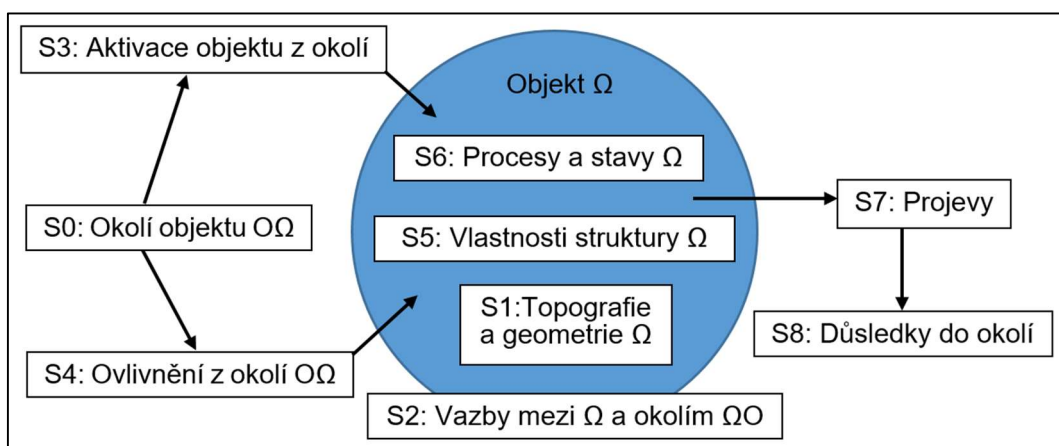 S3: Aktivace objektu z okolí
Objekt Ω
S6: Procesy a stavy Ω
S0: Okolí objektu OΩ
S7: Projevy
S5: Vlastnosti struktury Ω
S1:Topografie
a geometrie Ω
S4: Ovlivnění z okolí OΩ
S8: Důsledky do okolí
S2: Vazby mezi Ω a okolím ΩO